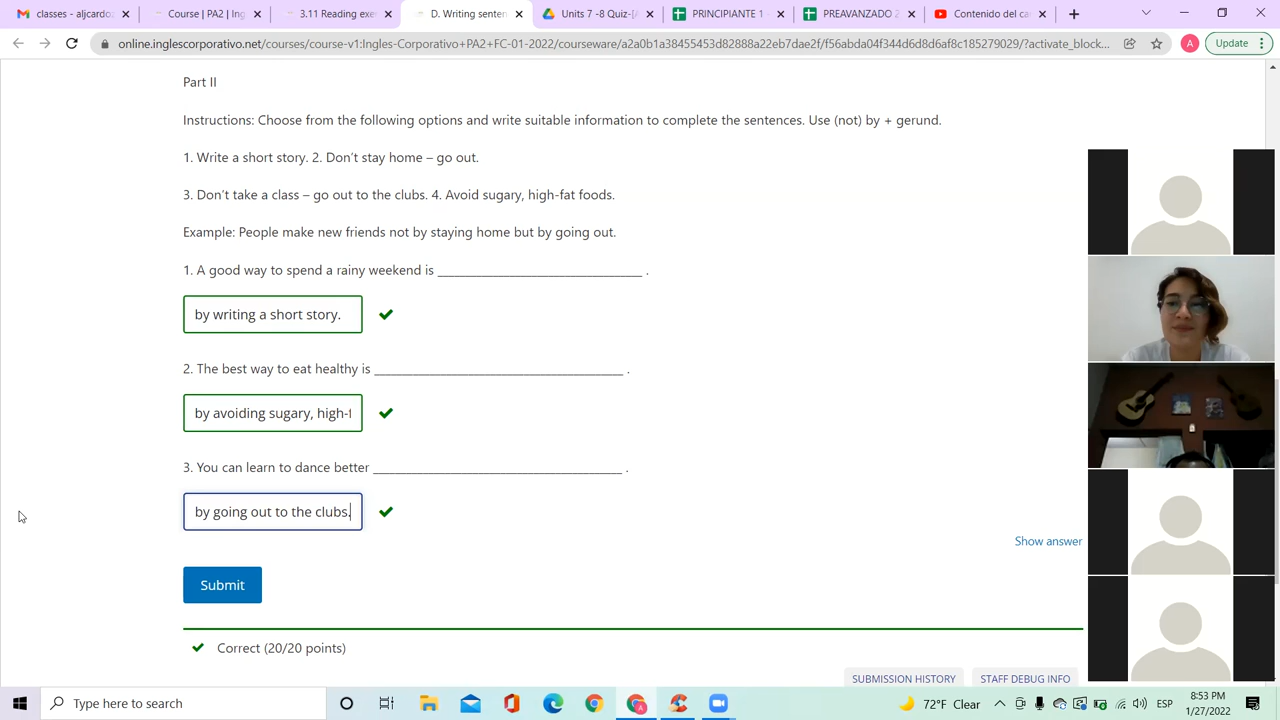 classes - aljcar
Course | PA2 | Ing
3.11 Reading exe
D. Writing senten
Units 7 -8 Quiz-[A
PRINCIPIANTE 1 -
PREAVANZADO 2
Contenido del ca
online.inglescorporativo.net/courses/course-v1:Ingles-Corporativo+PA2+FC-01-2022/courseware/a2a0b1a38455453d82888a22eb7dae2f/f56abda04f344d6d8d6af8c185279029/?activate_block...
A
Update
Part II
Instructions: Choose from the following options and write suitable information to complete the sentences. Use (not) by + gerund.
1. Write a short story. 2. Don't stay home – go out.
3. Don't take a class – go out to the clubs. 4. Avoid sugary, high-fat foods.
Example: People make new friends not by staying home but by going out.
1. A good way to spend a rainy weekend is ________________________________ .
by writing a short story.
2. The best way to eat healthy is _______________________________________ .
by avoiding sugary, high-f
3. You can learn to dance better _______________________________________ .
by going out to the clubs.
Show answer
Submit
Correct (20/20 points)
SUBMISSION HISTORY
STAFF DEBUG INFO
Type here to search
72°F Clear
ESP
8:53 PM
1/27/2022